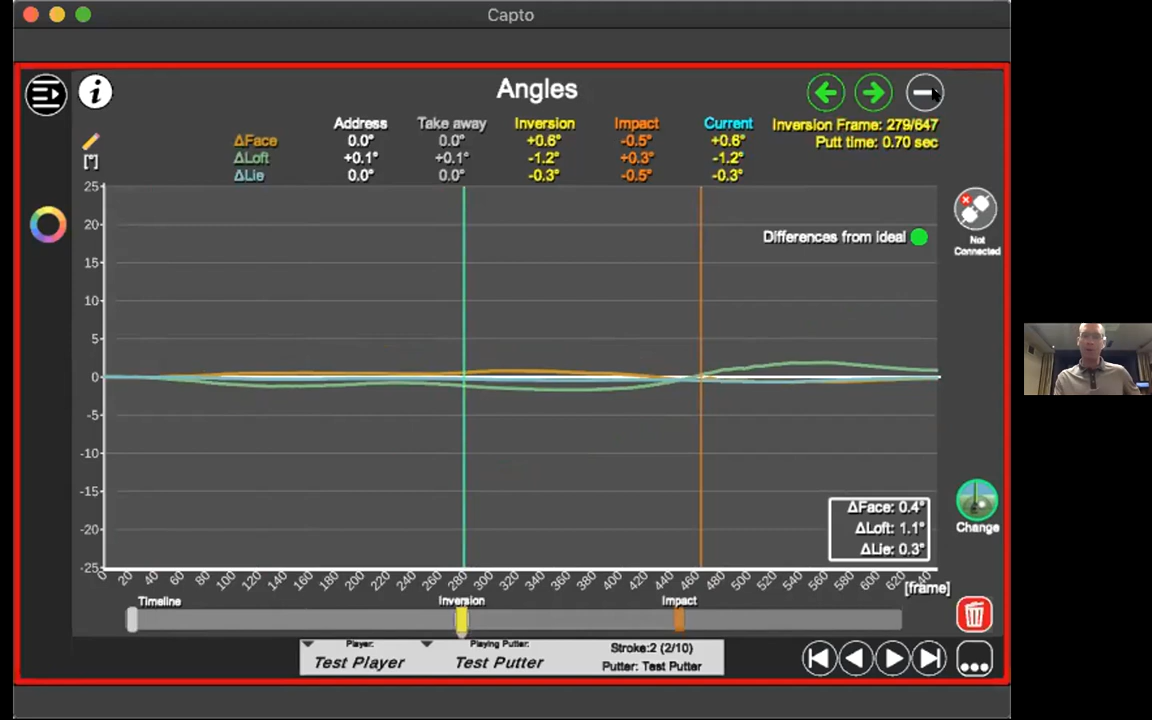 Capto
i
Angles
Inversion Frame: 279/647
Putt time: 0.70 sec
Address Take away Inversion Impact Current
ΔFace 0.0° 0.0° +0.6° -0.5° +0.6°
ΔLoft +0.1° +0.1° -1.2° +0.3° -1.2°
ΔLie 0.0° 0.0° -0.3° -0.5° -0.3°
[°]
25
20
15
10
5
0
-5
-10
-15
-20
-25
Differences from ideal
Not
Connected
Change
ΔFace: 0.4°
ΔLoft: 1.1°
ΔLie: 0.3°
0 20 40 60 80 100 120 140 160 180 200 220 240 260 280 300 320 340 360 380 400 420 440 460 480 500 520 540 560 580 600 620
[frame]
Timeline Inversion Impact
Player: Playing Putter: Stroke:2 (2/10)
Test Player Test Putter Putter: Test Putter